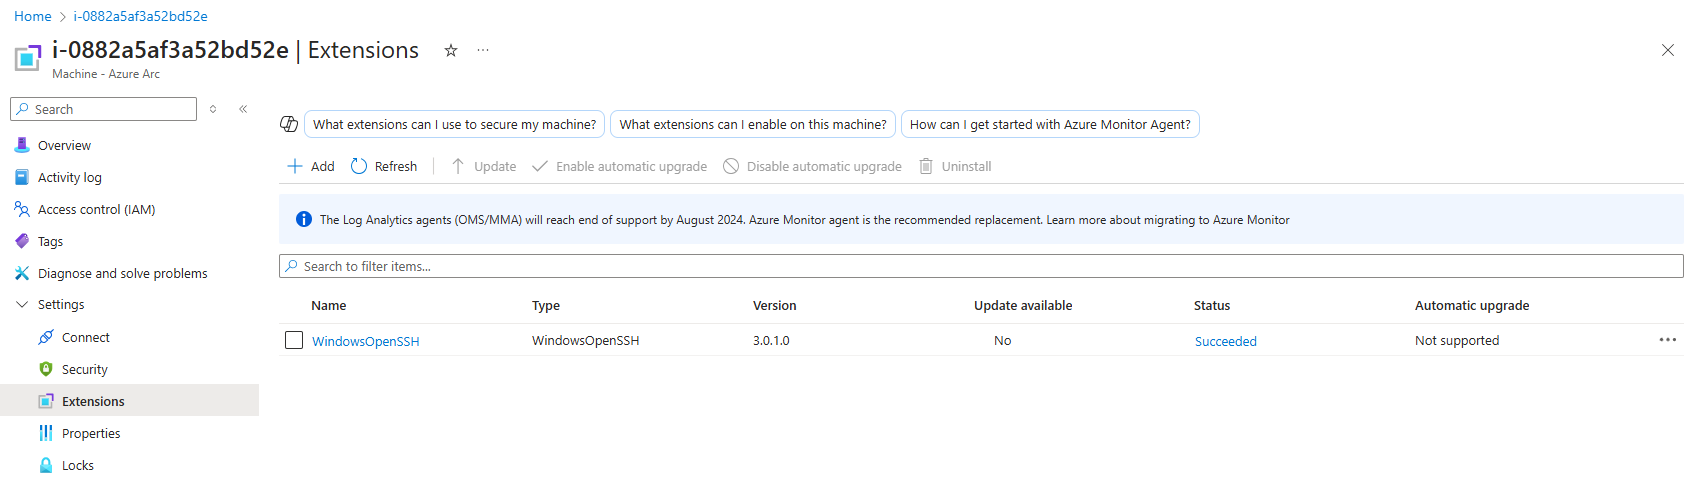 Home > i-0882a5af3a52bd52e
i-0882a5af3a52bd52e | Extensions
Machine - Azure Arc
Search
Overview
Activity log
Access control (IAM)
Tags
Diagnose and solve problems
Settings
Connect
Security
Extensions
Properties
Locks
What extensions can I use to secure my machine? What extensions can I enable on this machine? How can I get started with Azure Monitor Agent?
Add Refresh Update Enable automatic upgrade Disable automatic upgrade Uninstall
The Log Analytics agents (OMS/MMA) will reach end of support by August 2024. Azure Monitor agent is the recommended replacement. Learn more about migrating to Azure Monitor
Search to filter items...
Name Type Version Update available Status Automatic upgrade
WindowsOpenSSH WindowsOpenSSH 3.0.1.0 No Succeeded Not supported